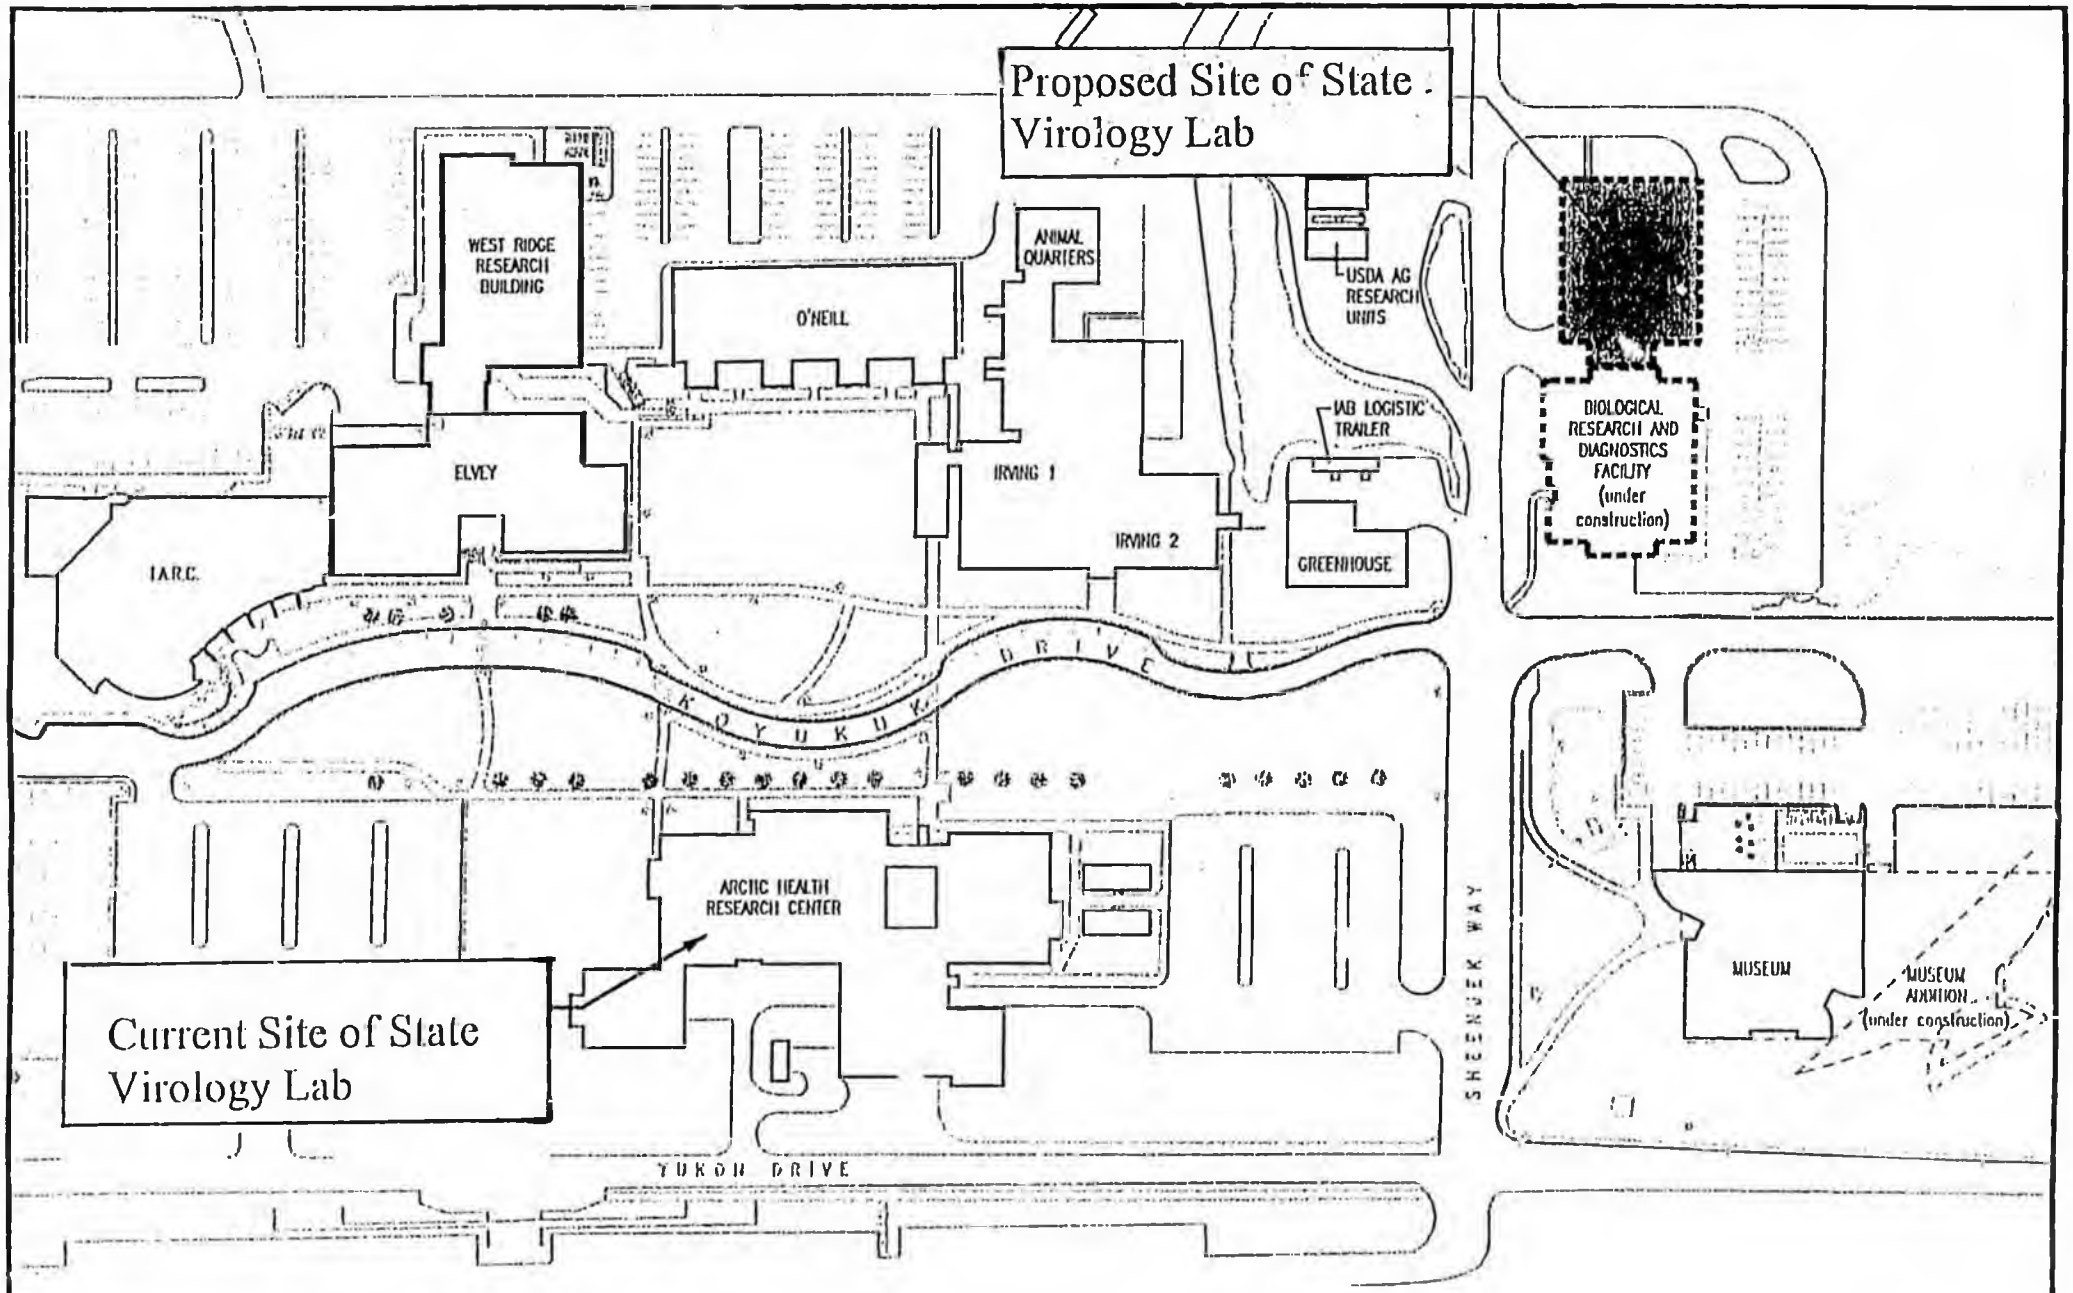 Proposed Site of State
Virology Lab
WEST RIDGE
RESEARCH
BUILDING
O'NEILL
ANIMAL
QUARTERS
USDA AG
RESEARCH
UNITS
BIOLOGICAL
RESEARCH AND
DIAGNOSTICS
FACILITY
(under
construction)
IAB LOGISTIC
TRAILER
ELVEY
IRVING 1
IRVING 2
GREENHOUSE
I.A.R.C.
KOYUKUK DRIVE
ARCTIC HEALTH
RESEARCH CENTER
SHEENJEK WAY
MUSEUM
MUSEUM
ADDITION
(under construction)
Current Site of State
Virology Lab
YUKON DRIVE